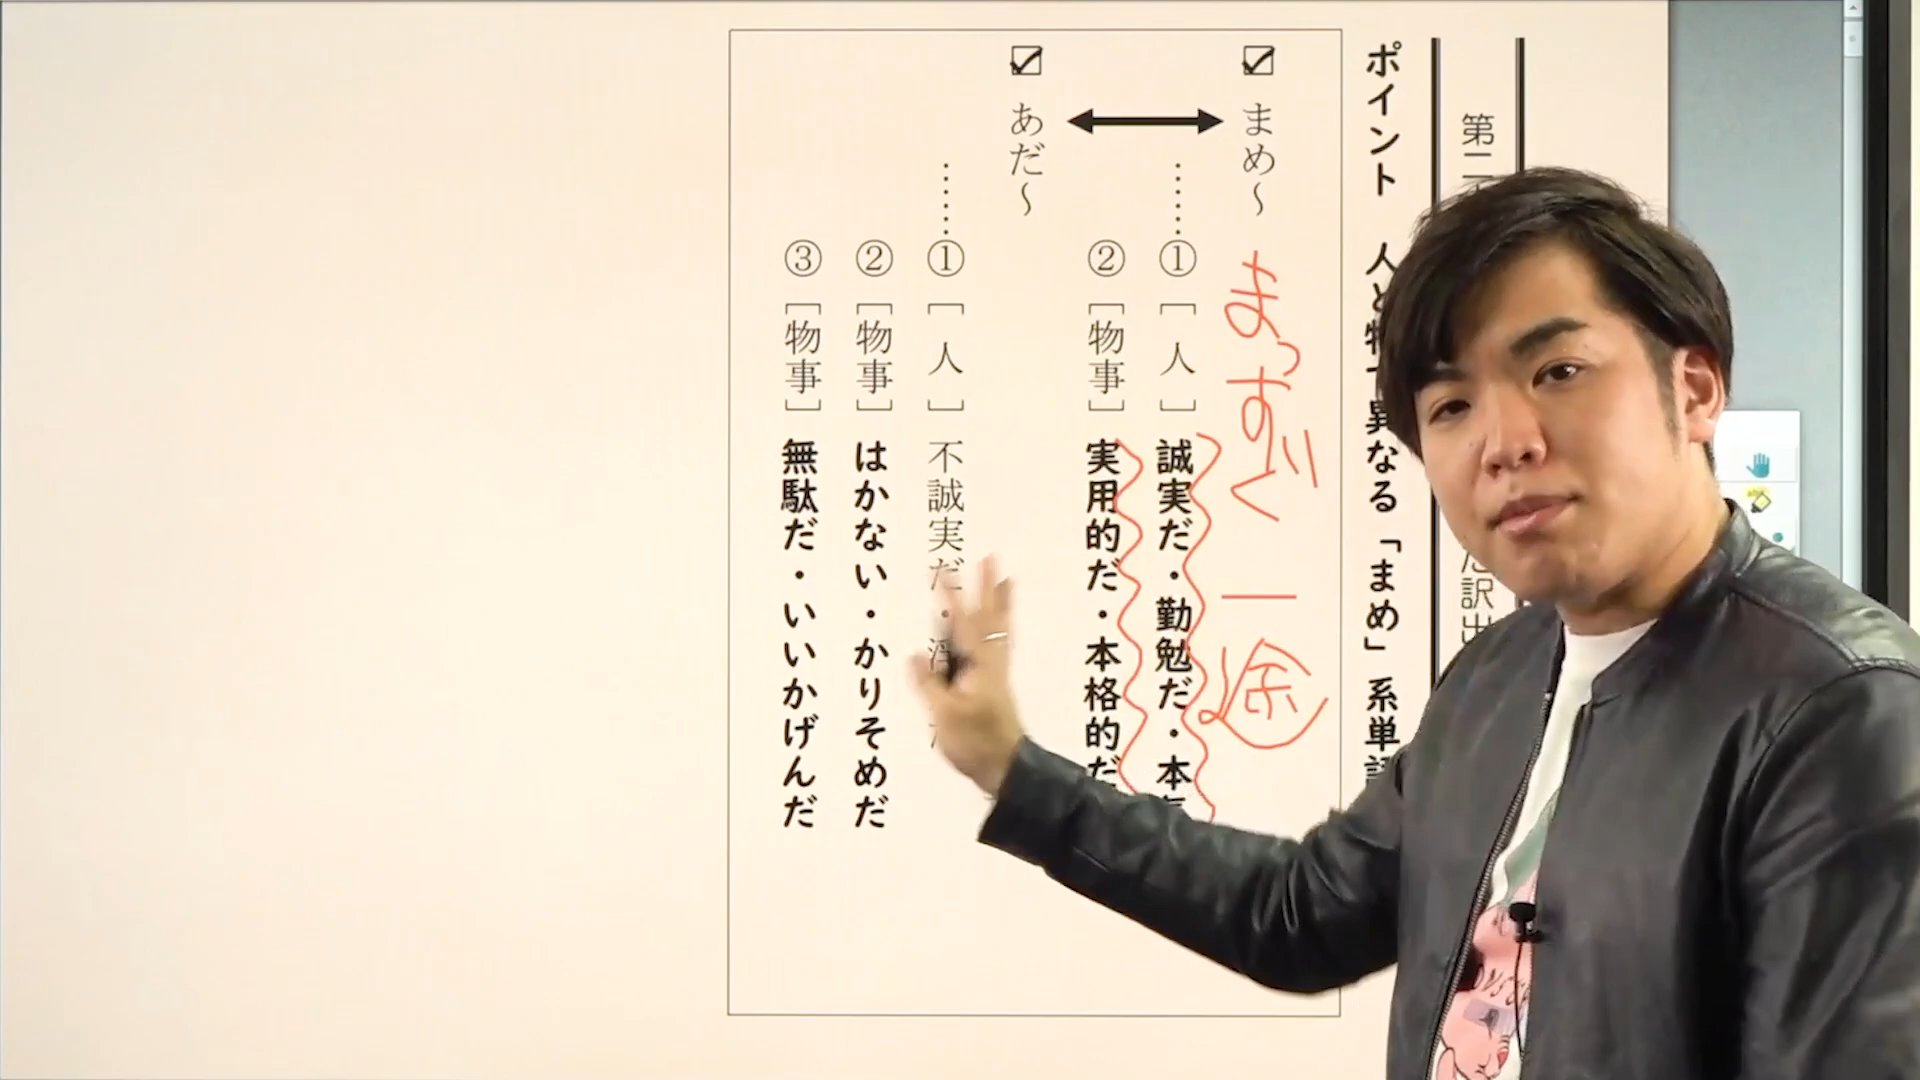 ポイント 人と物で異なる「まめ」系単語
☑ まめ〜
まっすぐ 一途
……① [人] 誠実だ・勤勉だ・本
② [物事] 実用的だ・本格的だ
☑ あだ〜
……① [人] 不誠実だ・
② [物事] はかない・かりそめだ
③ [物事] 無駄だ・いいかげんだ